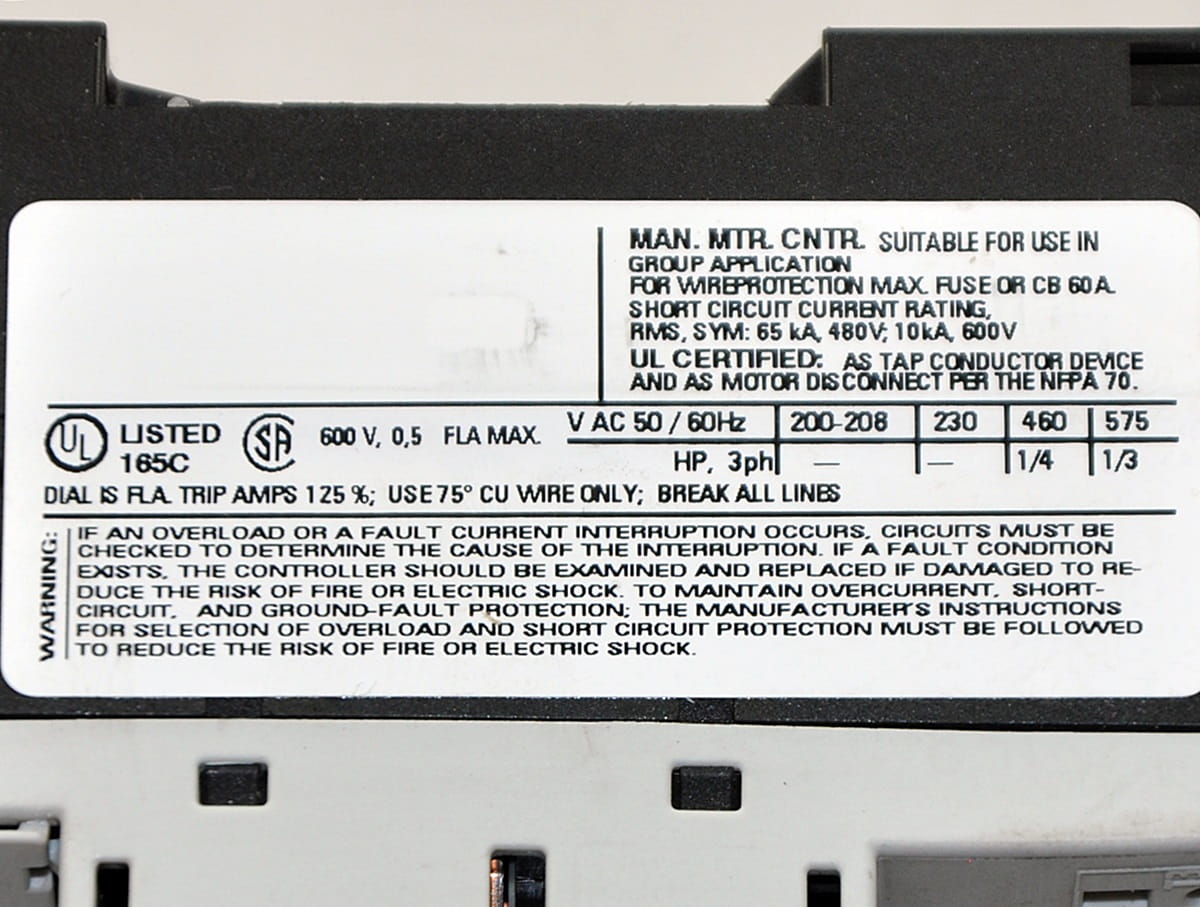 MAN. MTR. CNTR. SUITABLE FOR USE IN
GROUP APPLICATION
FOR WIREPROTECTION MAX. FUSE OR CB 60A.
SHORT CIRCUIT CURRENT RATING,
RMS, SYM: 65 kA, 480V; 10kA, 600V
UL CERTIFIED: AS TAP CONDUCTOR DEVICE
AND AS MOTOR DISCONNECT PER THE NFPA 70.
UL LISTED 165C SA 600 V, 0,5 FLA MAX.
V AC 50 / 60Hz 200-208 230 460 575
HP, 3ph — — 1/4 1/3
DIAL IS FLA. TRIP AMPS 125 %; USE 75° CU WIRE ONLY; BREAK ALL LINES
WARNING:
IF AN OVERLOAD OR A FAULT CURRENT INTERRUPTION OCCURS, CIRCUITS MUST BE
CHECKED TO DETERMINE THE CAUSE OF THE INTERRUPTION. IF A FAULT CONDITION
EXISTS, THE CONTROLLER SHOULD BE EXAMINED AND REPLACED IF DAMAGED TO RE-
DUCE THE RISK OF FIRE OR ELECTRIC SHOCK. TO MAINTAIN OVERCURRENT, SHORT-
CIRCUIT, AND GROUND-FAULT PROTECTION; THE MANUFACTURER'S INSTRUCTIONS
FOR SELECTION OF OVERLOAD AND SHORT CIRCUIT PROTECTION MUST BE FOLLOWED
TO REDUCE THE RISK OF FIRE OR ELECTRIC SHOCK.